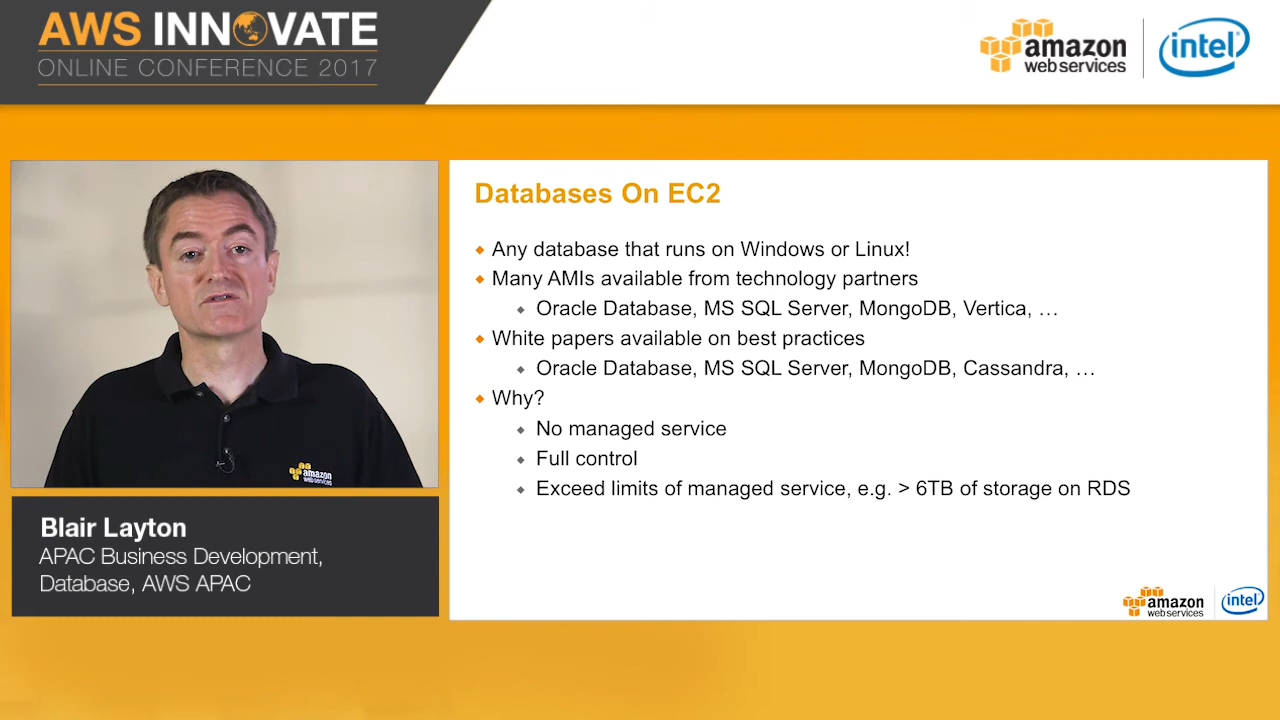 AWS INNOVATE
ONLINE CONFERENCE 2017
amazon
web services
intel
Databases On EC2
Any database that runs on Windows or Linux!
Many AMIs available from technology partners
Oracle Database, MS SQL Server, MongoDB, Vertica, …
White papers available on best practices
Oracle Database, MS SQL Server, MongoDB, Cassandra, …
Why?
No managed service
Full control
Exceed limits of managed service, e.g. > 6TB of storage on RDS
amazon
web services
Blair Layton
APAC Business Development,
Database, AWS APAC
amazon
web services
intel